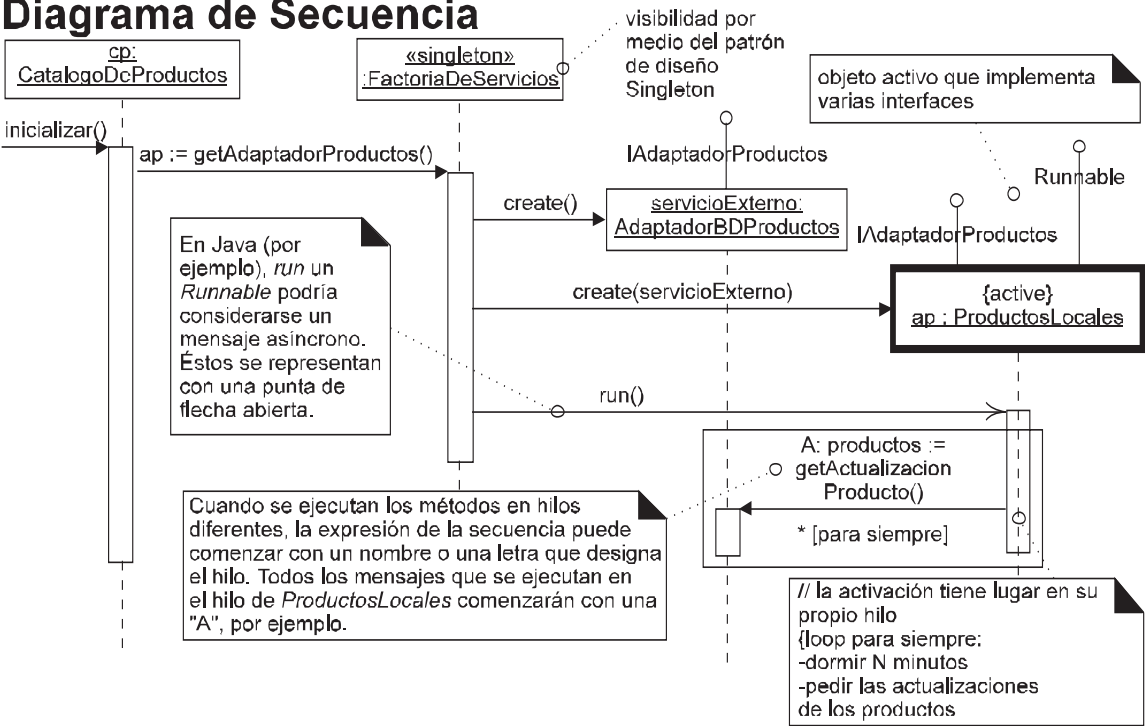 Diagrama de Secuencia
cp:
CatalogoDeProductos
«singleton»
:FactoriaDeServicios
visibilidad por
medio del patrón
de diseño
Singleton
objeto activo que implementa
varias interfaces
inicializar()
ap := getAdaptadorProductos()
IAdaptadorProductos
Runnable
create()
servicioExterno:
AdaptadorBDProductos
IAdaptadorProductos
En Java (por
ejemplo), run un
Runnable podría
considerarse un
mensaje asíncrono.
Éstos se representan
con una punta de
flecha abierta.
create(servicioExterno)
{active}
ap : ProductosLocales
run()
A: productos :=
getActualizacion
Producto()
* [para siempre]
Cuando se ejecutan los métodos en hilos
diferentes, la expresión de la secuencia puede
comenzar con un nombre o una letra que designa
el hilo. Todos los mensajes que se ejecutan en
el hilo de ProductosLocales comenzarán con una
"A", por ejemplo.
// la activación tiene lugar en su
propio hilo
{loop para siempre:
-dormir N minutos
-pedir las actualizaciones
de los productos